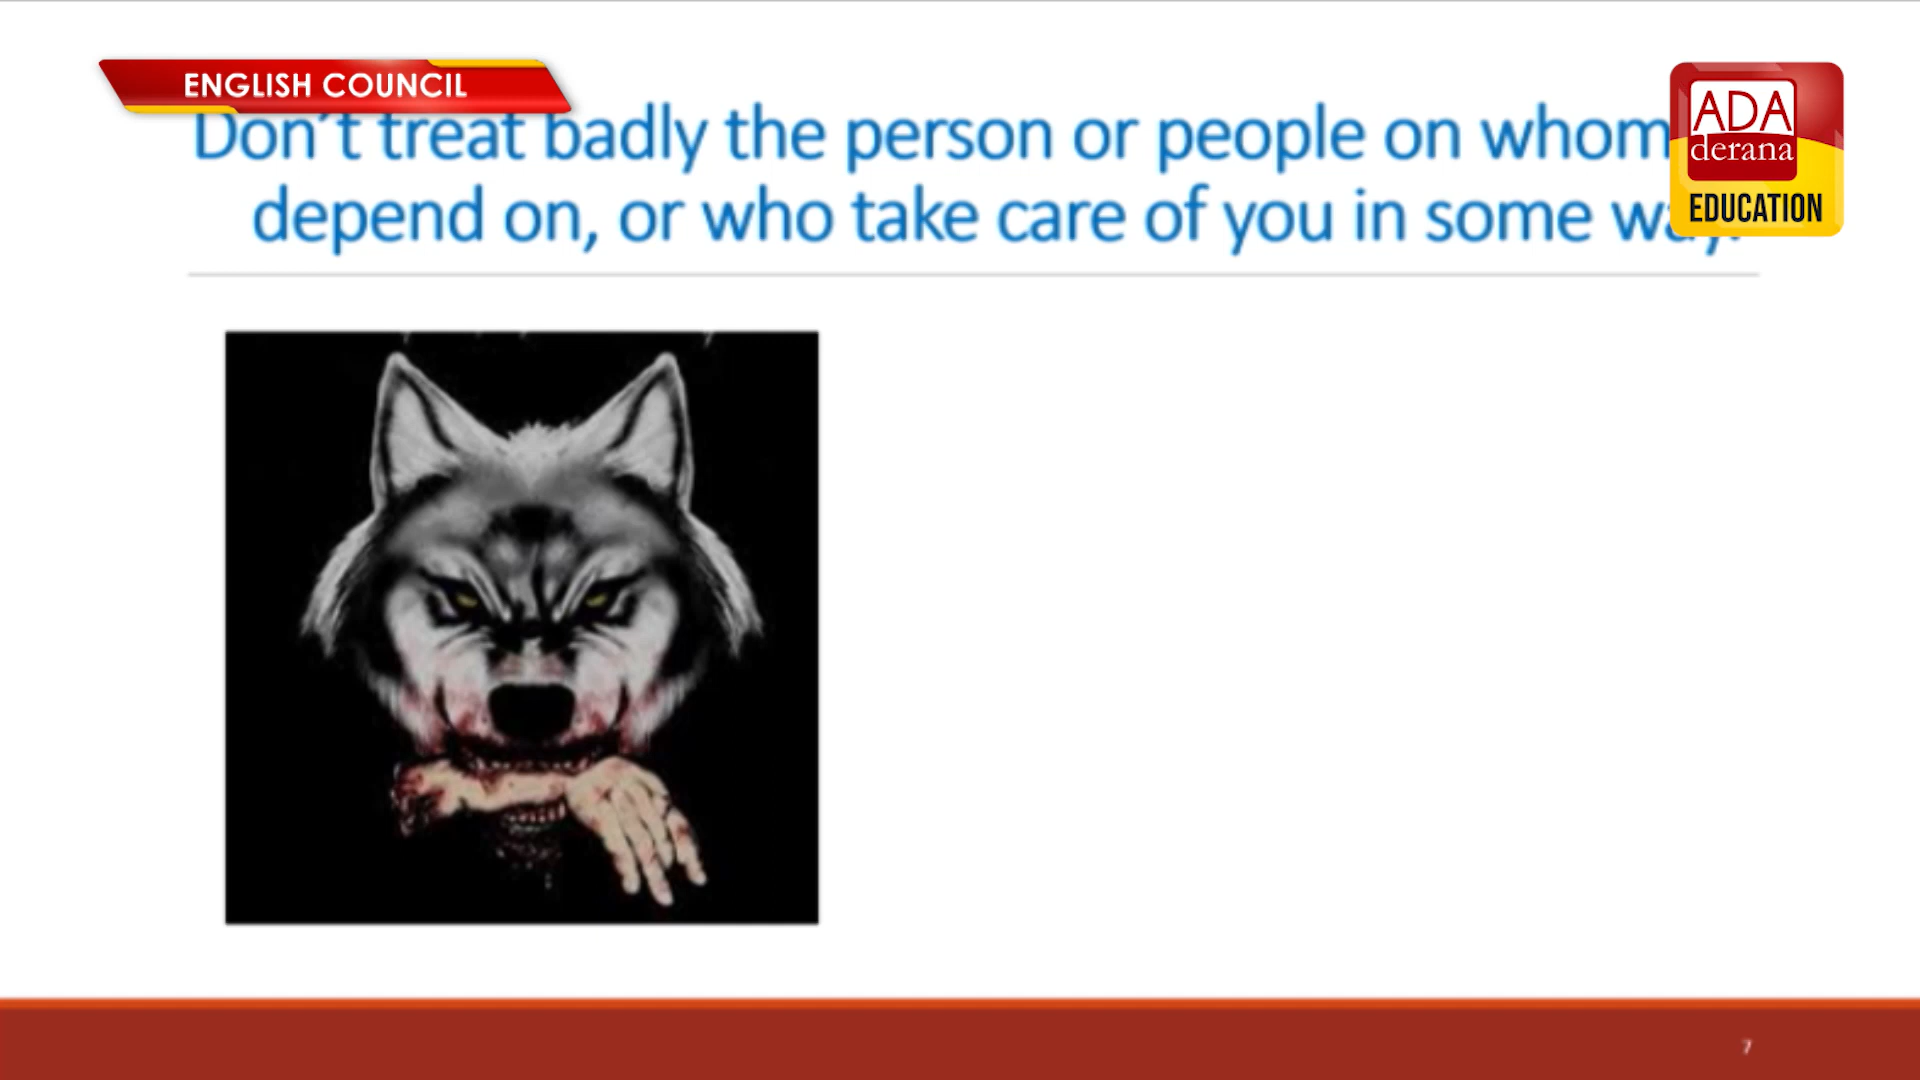 ENGLISH COUNCIL
Don't treat badly the person or people on whom
depend on, or who take care of you in some way.
ADA
derana
EDUCATION
7